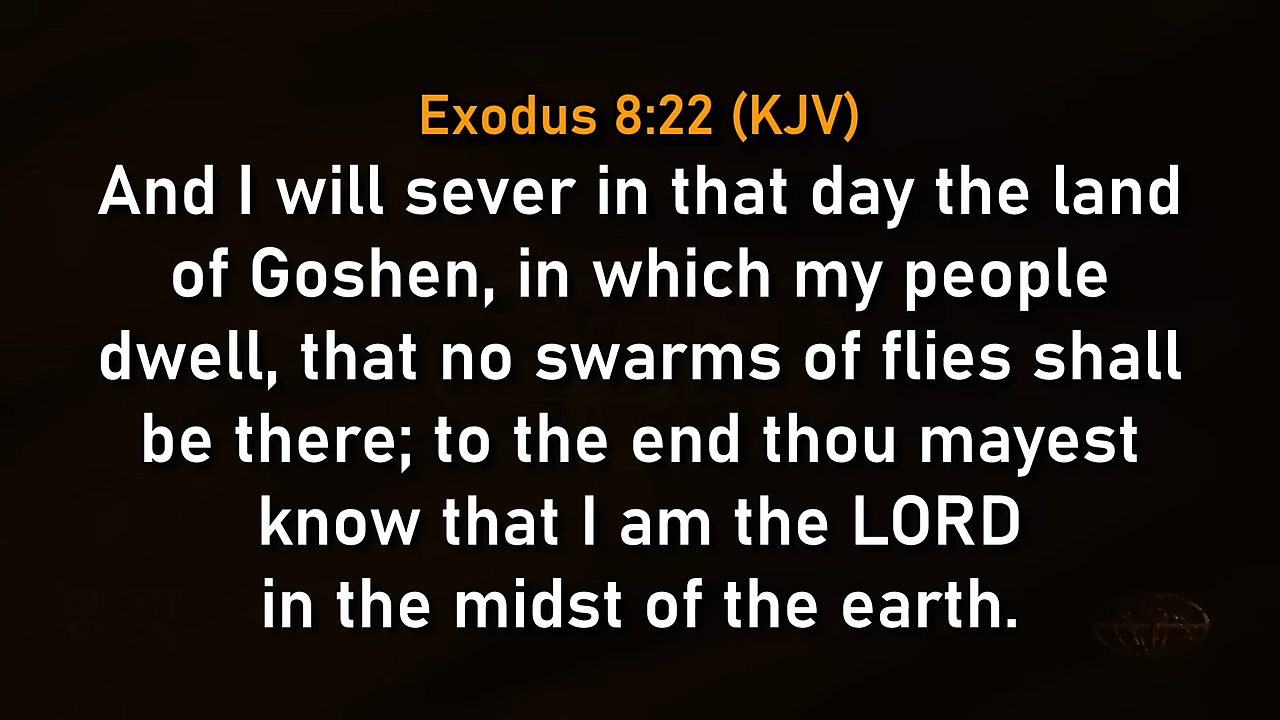 Exodus 8:22 (KJV)
And I will sever in that day the land
of Goshen, in which my people
dwell, that no swarms of flies shall
be there; to the end thou mayest
know that I am the LORD
in the midst of the earth.